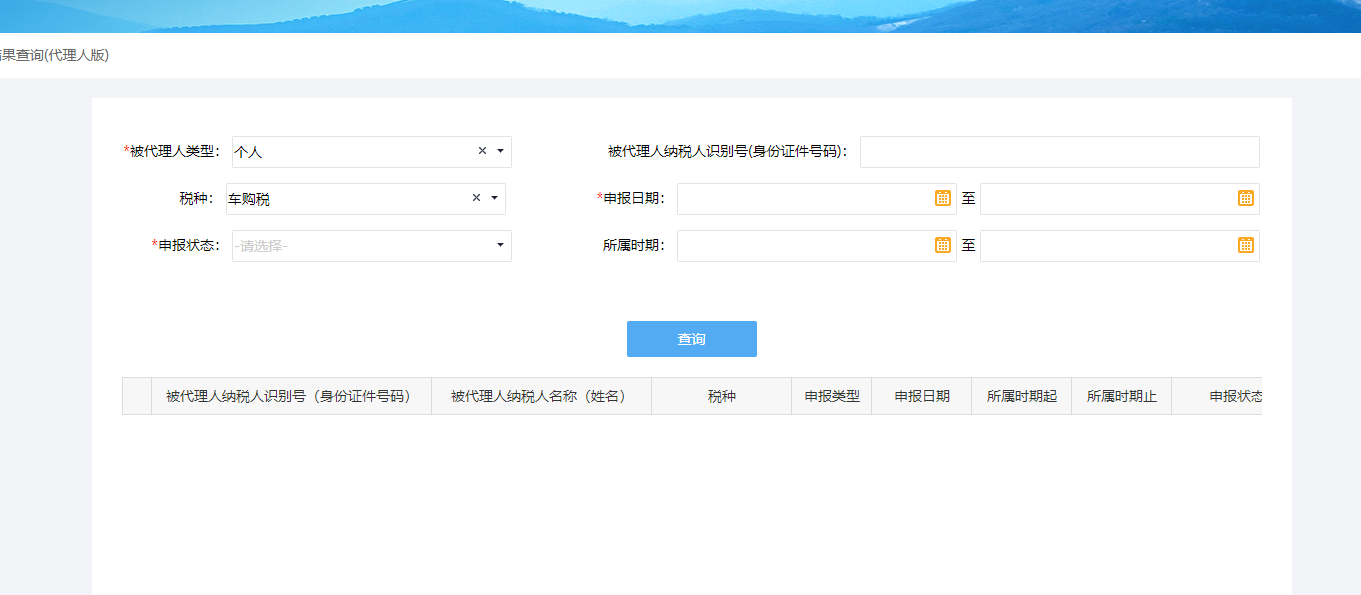 果查询(代理人版)
*被代理人类型： 个人 × 被代理人纳税人识别号(身份证件号码)：
税种： 车购税 × *申报日期： 至
*申报状态： -请选择- 所属时期： 至
查询
被代理人纳税人识别号（身份证件号码） 被代理人纳税人名称（姓名） 税种 申报类型 申报日期 所属时期起 所属时期止 申报状态